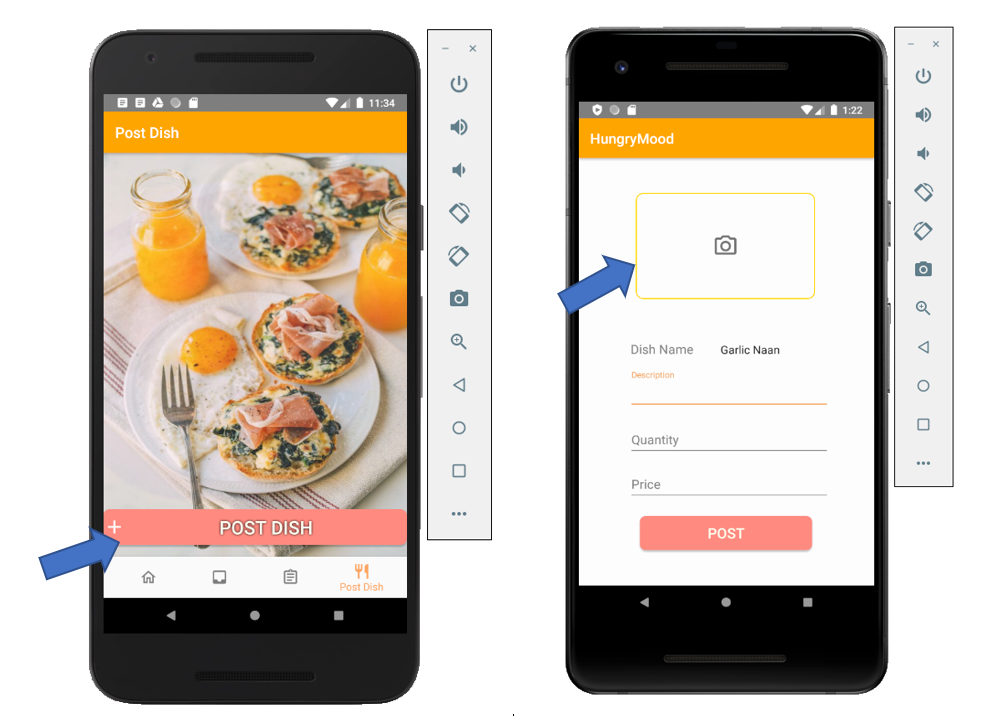 11:34
Post Dish
POST DISH
Post Dish
1:22
HungryMood
Dish Name Garlic Naan
Description
Quantity
Price
POST